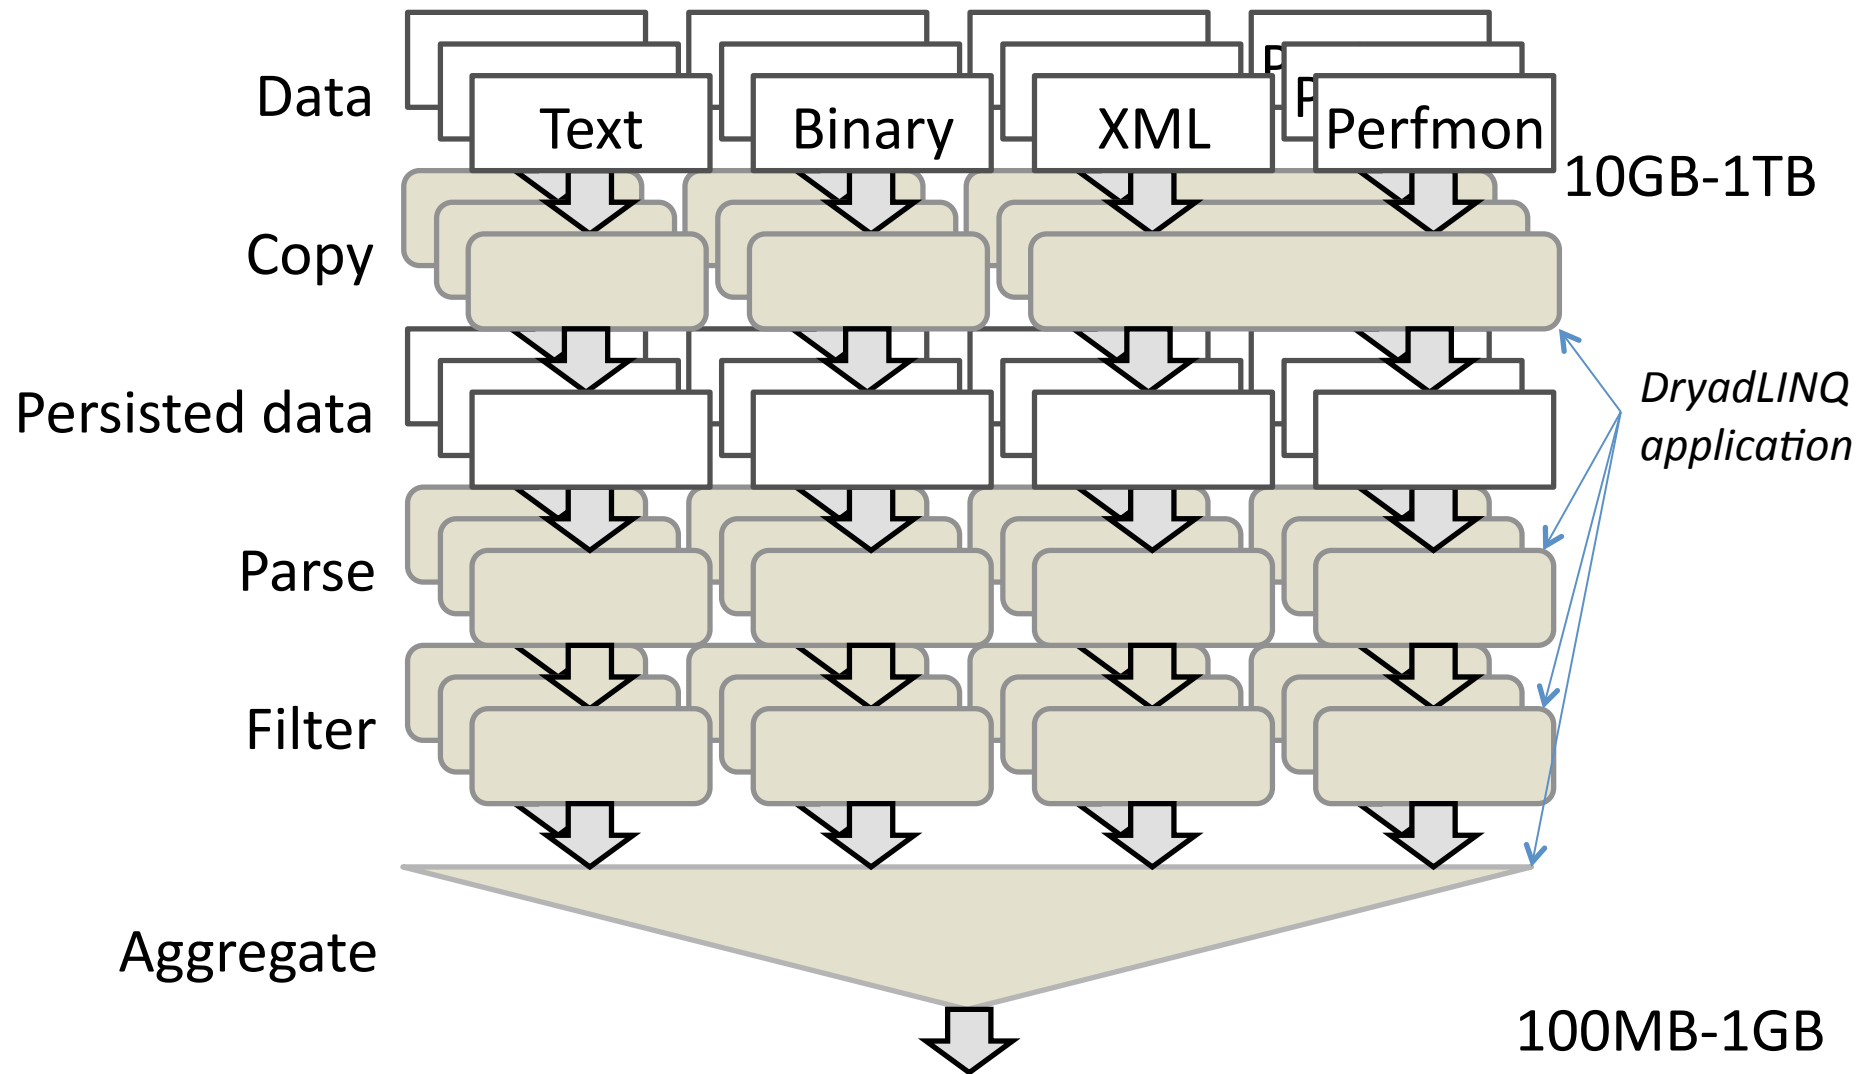 Data
P
P
Text
Binary
XML
Perfmon
10GB-1TB
Copy
Persisted data
DryadLINQ
application
Parse
Filter
Aggregate
100MB-1GB